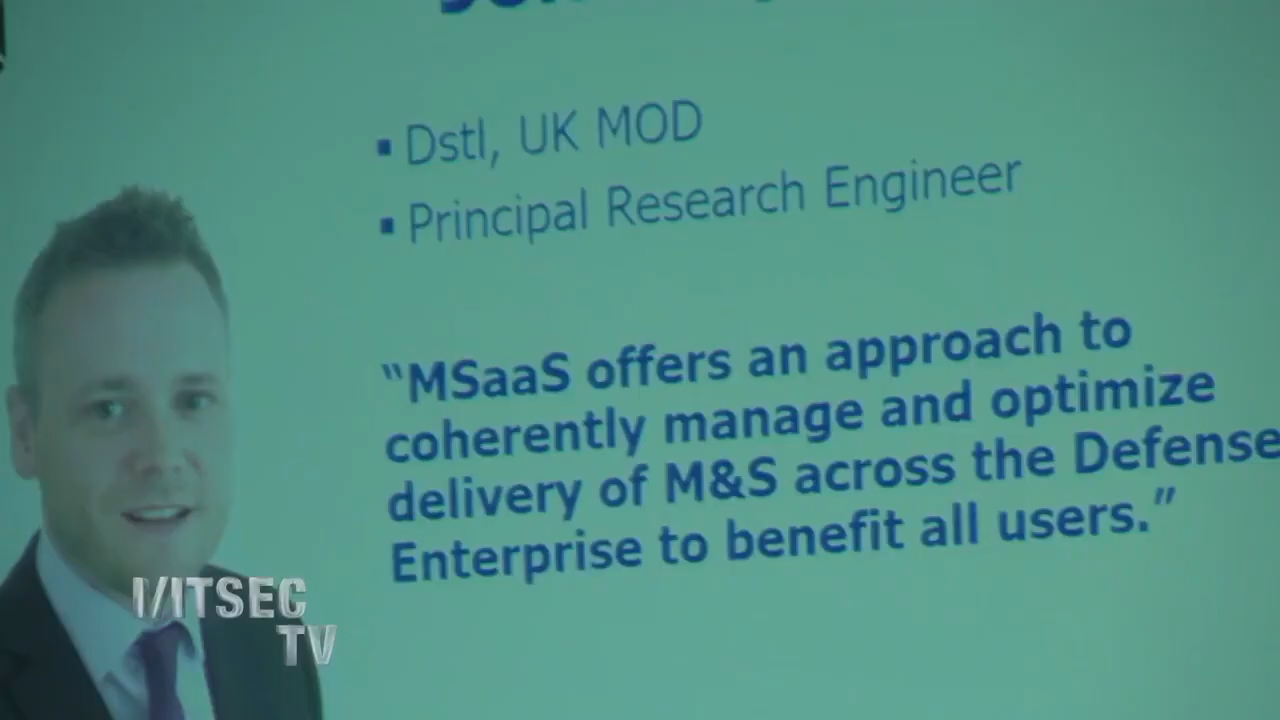 ▪ Dstl, UK MOD
▪ Principal Research Engineer
“MSaaS offers an approach to
coherently manage and optimize
delivery of M&S across the Defense
Enterprise to benefit all users.”
I/ITSEC
TV